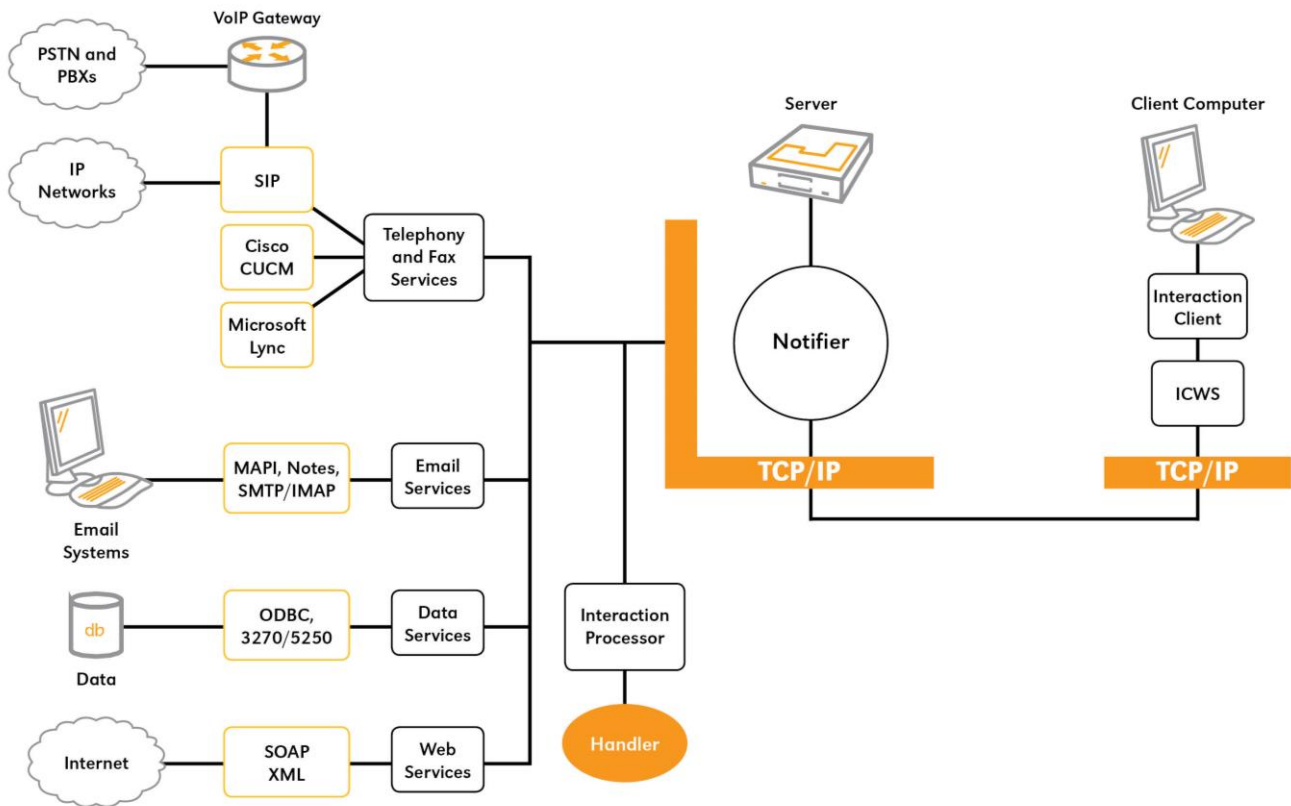 VoIP Gateway
PSTN and
PBXs
Server
Client Computer
IP
Networks
SIP
Cisco
CUCM
Microsoft
Lync
Telephony
and Fax
Services
Notifier
Interaction
Client
ICWS
TCP/IP
TCP/IP
MAPI, Notes,
SMTP/IMAP
Email
Services
Email
Systems
db
Data
ODBC,
3270/5250
Data
Services
Interaction
Processor
Handler
Internet
SOAP
XML
Web
Services